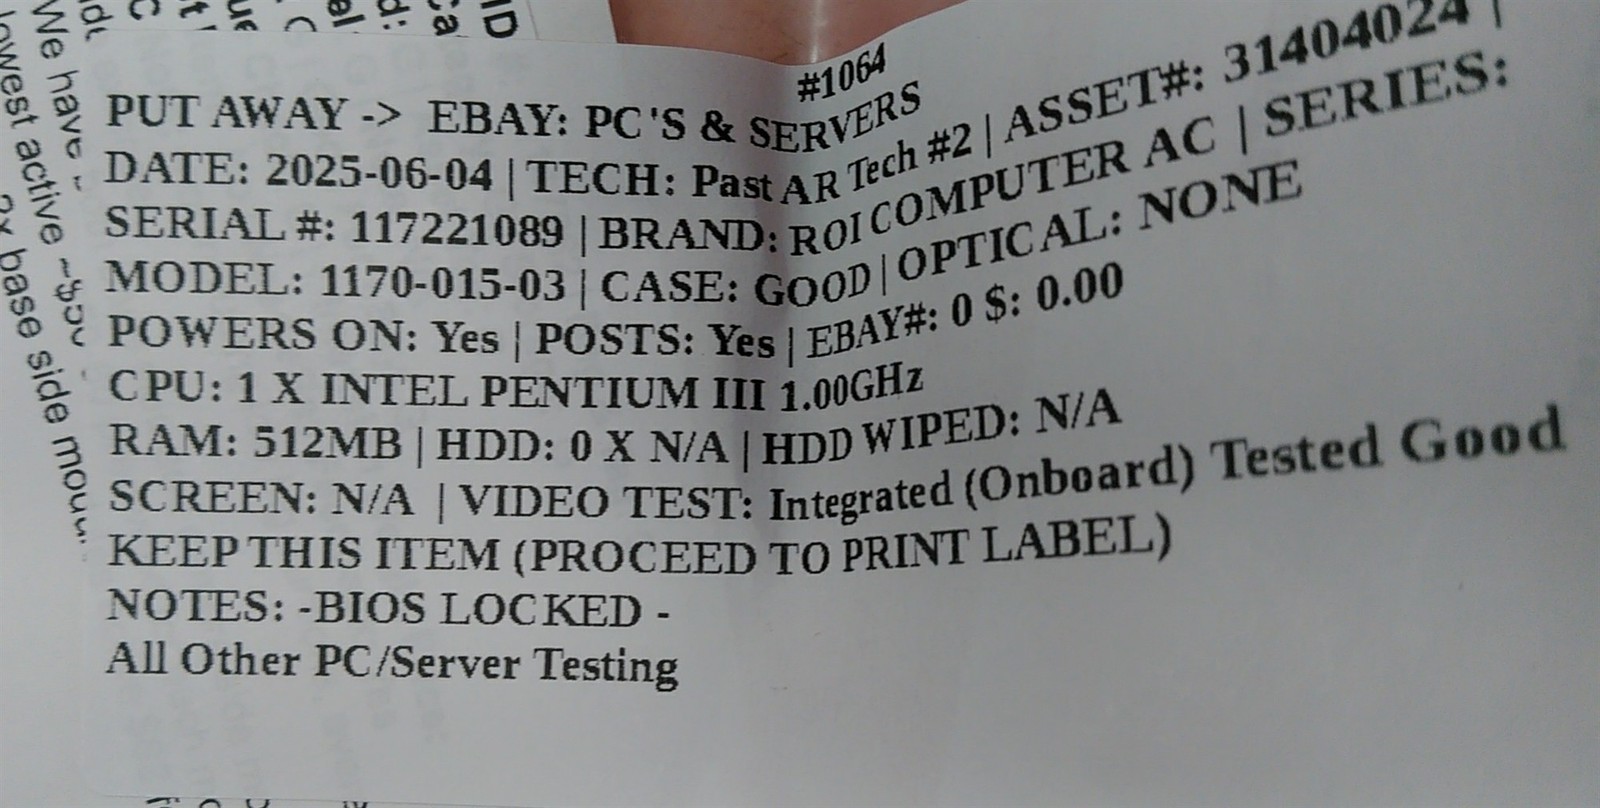 #1064
PUT AWAY -> EBAY: PC'S & SERVERS
DATE: 2025-06-04 | TECH: Past AR Tech #2 | ASSET#: 31404024 |
SERIAL #: 117221089 | BRAND: ROI COMPUTER AC | SERIES:
MODEL: 1170-015-03 | CASE: GOOD | OPTICAL: NONE
POWERS ON: Yes | POSTS: Yes | EBAY#: 0 $: 0.00
CPU: 1 X INTEL PENTIUM III 1.00GHz
RAM: 512MB | HDD: 0 X N/A | HDD WIPED: N/A
SCREEN: N/A | VIDEO TEST: Integrated (Onboard) Tested Good
KEEP THIS ITEM (PROCEED TO PRINT LABEL)
NOTES: -BIOS LOCKED -
All Other PC/Server Testing
We have
lowest active
base side